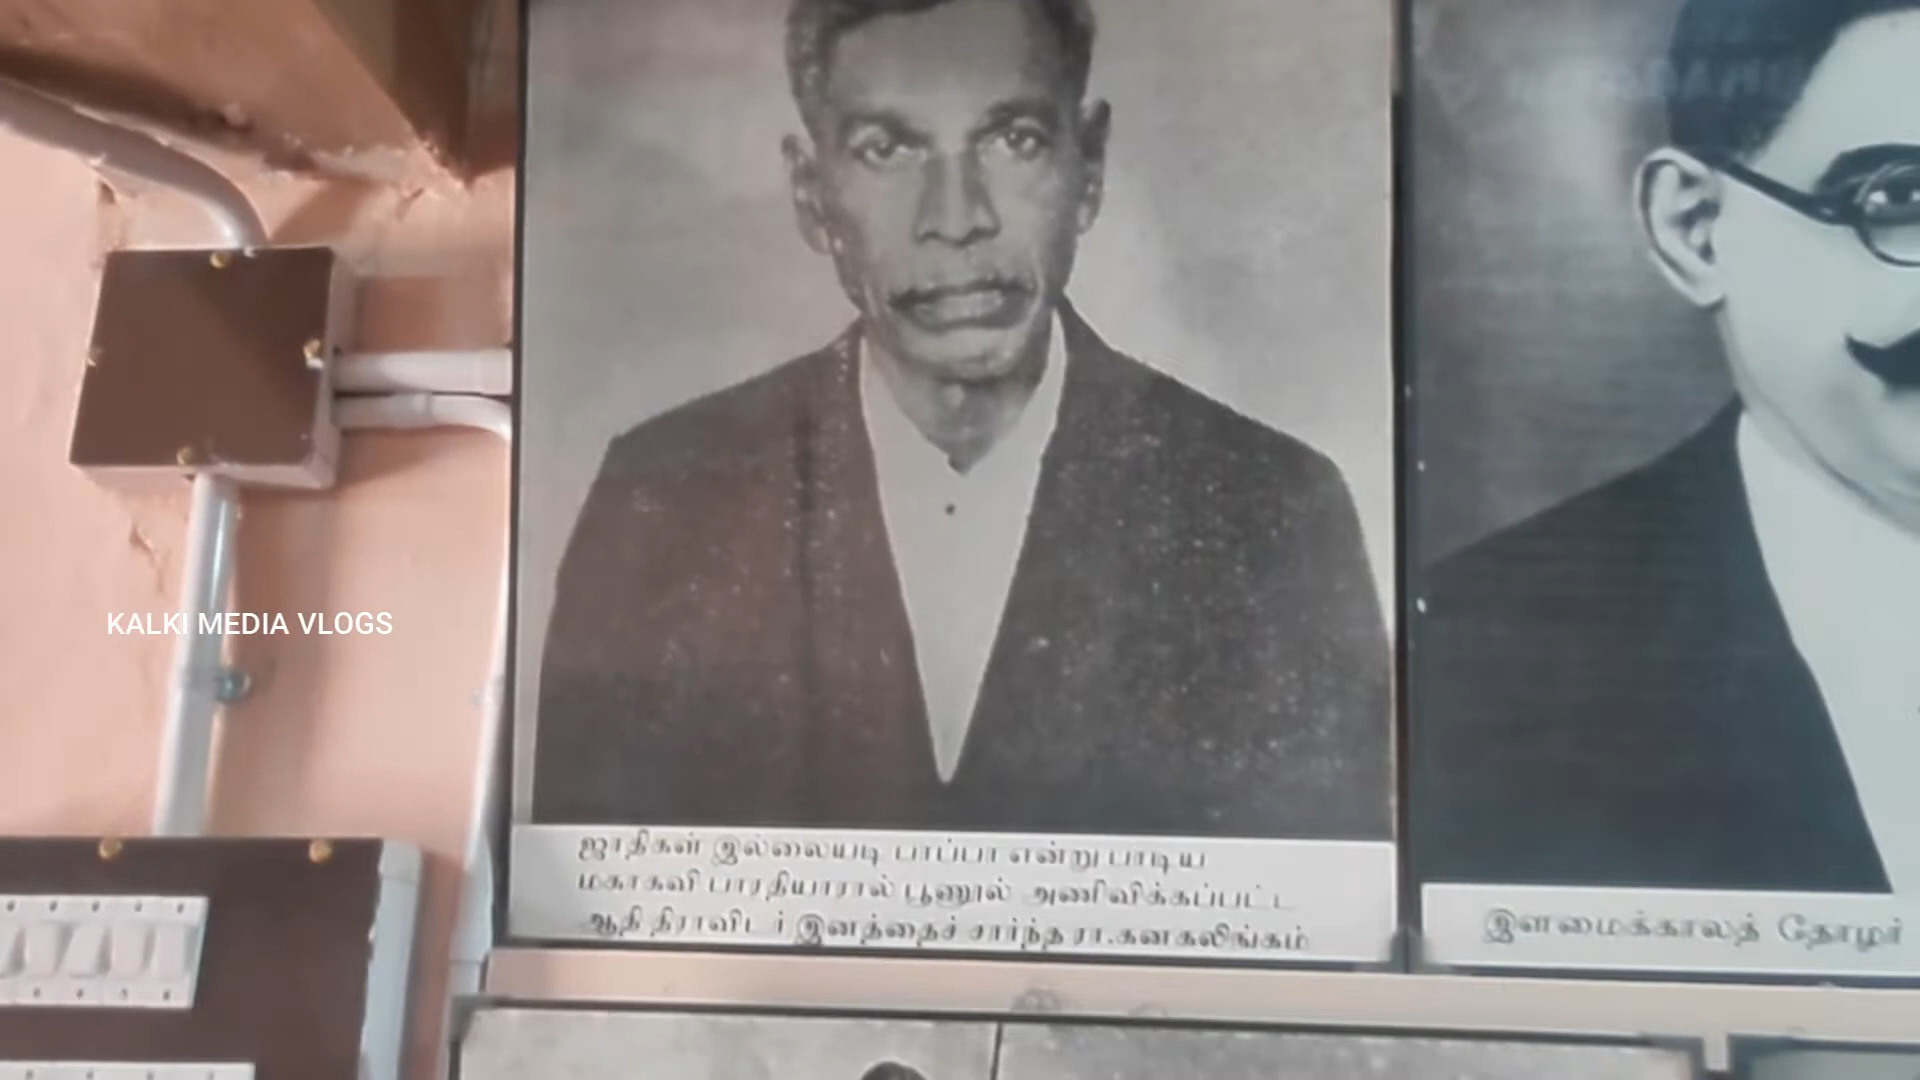 KALKI MEDIA VLOGS
ஜாதிகள் இல்லையடி பாப்பா என்று பாடிய
மகாகவி பாரதியாரால் பூணூல் அணிவிக்கப்பட்ட
ஆதி திராவிடர் இனத்தைச் சார்ந்த ரா.கனகலிங்கம்
இளமைக்காலத் தோழர்